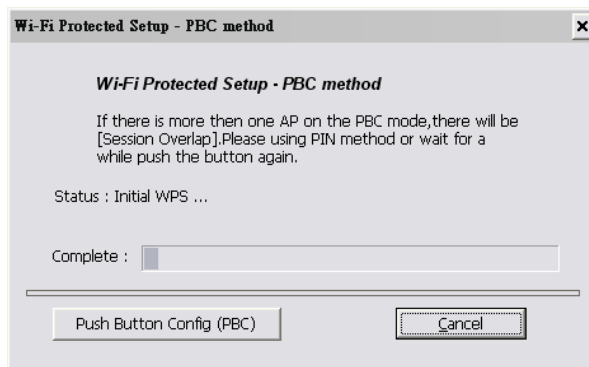 Wi-Fi Protected Setup - PBC method
Wi-Fi Protected Setup - PBC method
If there is more then one AP on the PBC mode,there will be
[Session Overlap].Please using PIN method or wait for a
while push the button again.
Status : Initial WPS ...
Complete :
Push Button Config (PBC)
Cancel